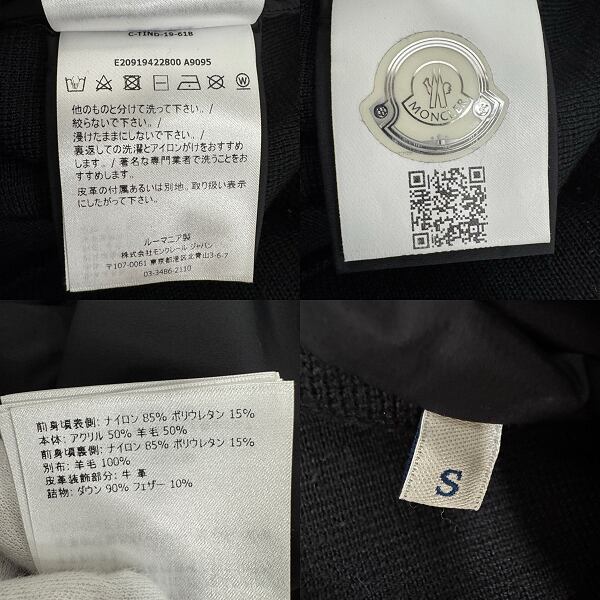 C-TIND-19-618
E20919422800 A9095
他のものと分けて洗って下さい。/
絞らないで下さい。/
浸けたままにしないで下さい。/
裏返しての洗濯とアイロンがけをおすすめします。/ 著名な専門業者で洗うことをおすすめします。
皮革の付属あるいは別地。取り扱い表示にしたがって下さい。
ルーマニア製
株式会社モンクレール ジャパン
〒107-0061 東京都港区北青山3-6-7
03-3486-2110
MONCLER
前身頃表側: ナイロン 85% ポリウレタン 15%
本体: アクリル 50% 羊毛 50%
前身頃裏側: ナイロン 85% ポリウレタン 15%
別布: 羊毛 100%
皮革装飾部分: 牛 革
詰物: ダウン 90% フェザー 10%
S